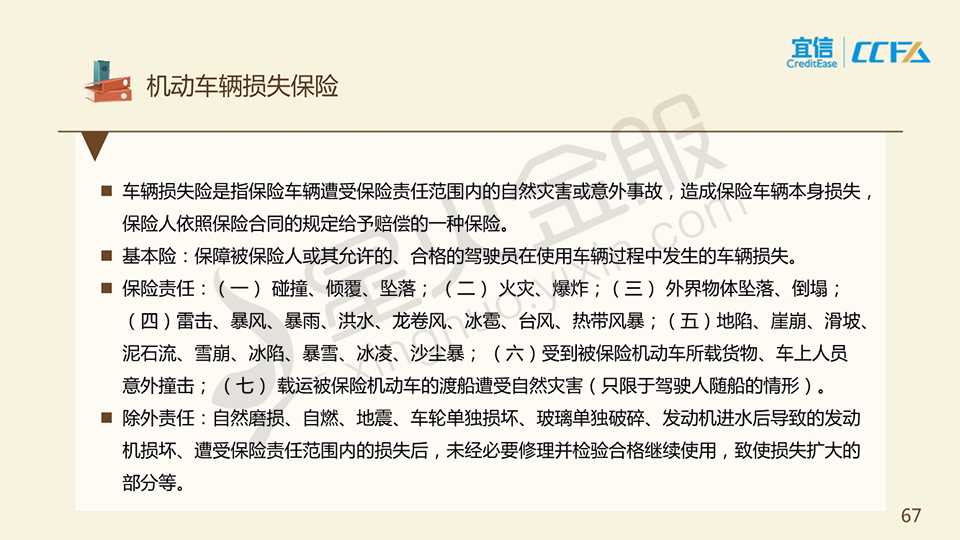 宜信
CreditEase
CCFA
机动车辆损失保险
■ 车辆损失险是指保险车辆遭受保险责任范围内的自然灾害或意外事故，造成保险车辆本身损失，
保险人依照保险合同的规定给予赔偿的一种保险。
■ 基本险：保障被保险人或其允许的、合格的驾驶员在使用车辆过程中发生的车辆损失。
■ 保险责任：（一） 碰撞、倾覆、坠落；（二） 火灾、爆炸；（三） 外界物体坠落、倒塌；
（四）雷击、暴风、暴雨、洪水、龙卷风、冰雹、台风、热带风暴；（五）地陷、崖崩、滑坡、
泥石流、雪崩、冰陷、暴雪、冰凌、沙尘暴； （六）受到被保险机动车所载货物、车上人员
意外撞击； （七） 载运被保险机动车的渡船遭受自然灾害（只限于驾驶人随船的情形）。
■ 除外责任：自然磨损、自燃、地震、车轮单独损坏、玻璃单独破碎、发动机进水后导致的发动
机损坏、遭受保险责任范围内的损失后，未经必要修理并检验合格继续使用，致使损失扩大的
部分等。
星火金服
xinghuo.yixin.com
67